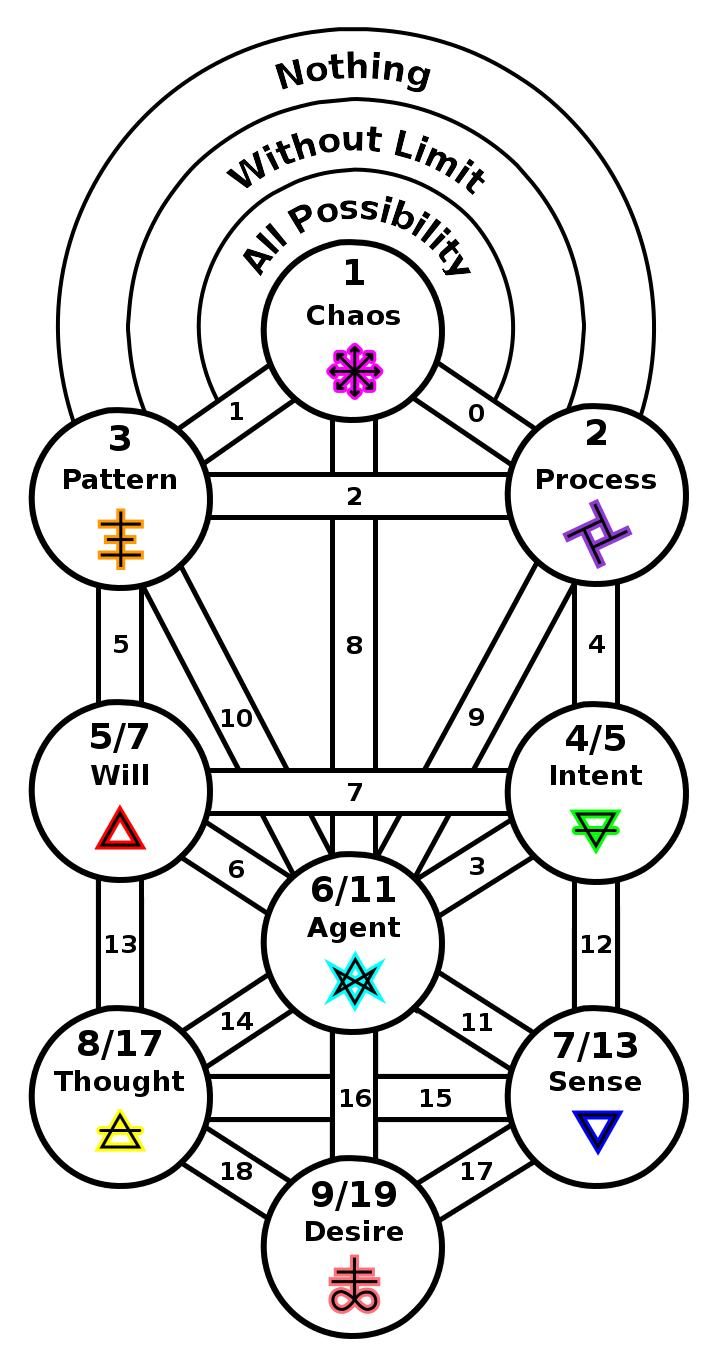 Nothing
Without Limit
All Possibility
1
Chaos
1
0
3
Pattern
2
Process
2
5
8
4
10
9
5/7
Will
4/5
Intent
7
6
3
6/11
Agent
13
12
14
11
8/17
Thought
7/13
Sense
16
15
18
17
9/19
Desire